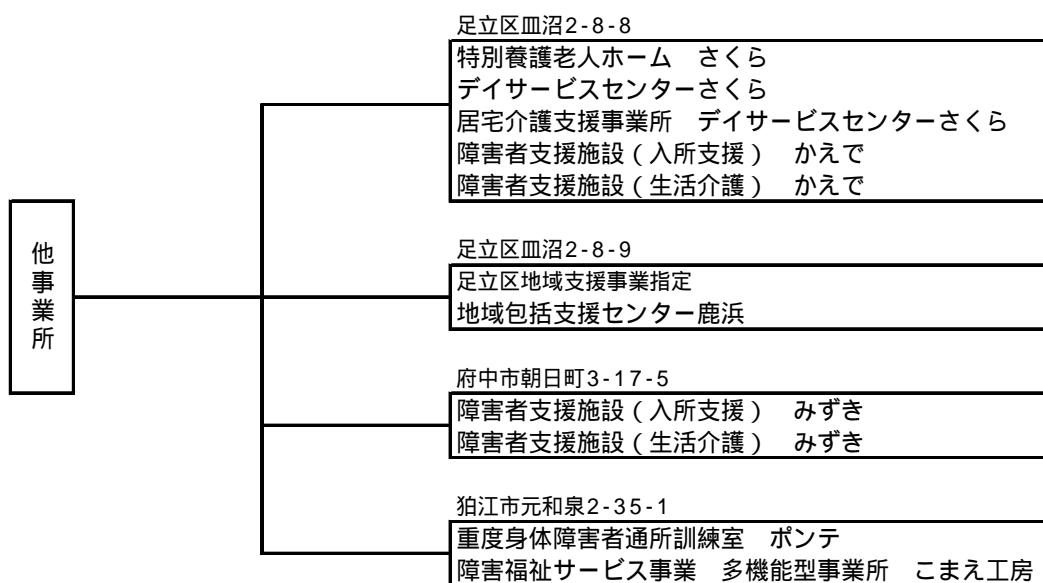 足立区皿沼2-8-8
特別養護老人ホーム　さくら
デイサービスセンターさくら
居宅介護支援事業所　デイサービスセンターさくら
障害者支援施設（入所支援）　かえで
障害者支援施設（生活介護）　かえで
他事業所
足立区皿沼2-8-9
足立区地域支援事業指定
地域包括支援センター鹿浜
府中市朝日町3-17-5
障害者支援施設（入所支援）　みずき
障害者支援施設（生活介護）　みずき
狛江市元和泉2-35-1
重度身体障害者通所訓練室　ポンテ
障害福祉サービス事業　多機能型事業所　こまえ工房